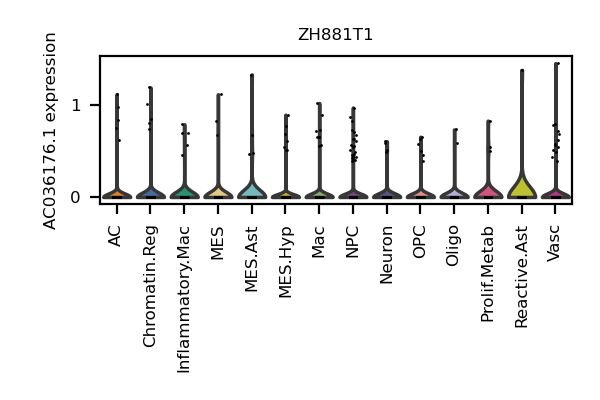 ZH881T1
AC036176.1 expression
1
0
AC
Chromatin.Reg
Inflammatory.Mac
MES
MES.Ast
MES.Hyp
Mac
NPC
Neuron
OPC
Oligo
Prolif.Metab
Reactive.Ast
Vasc